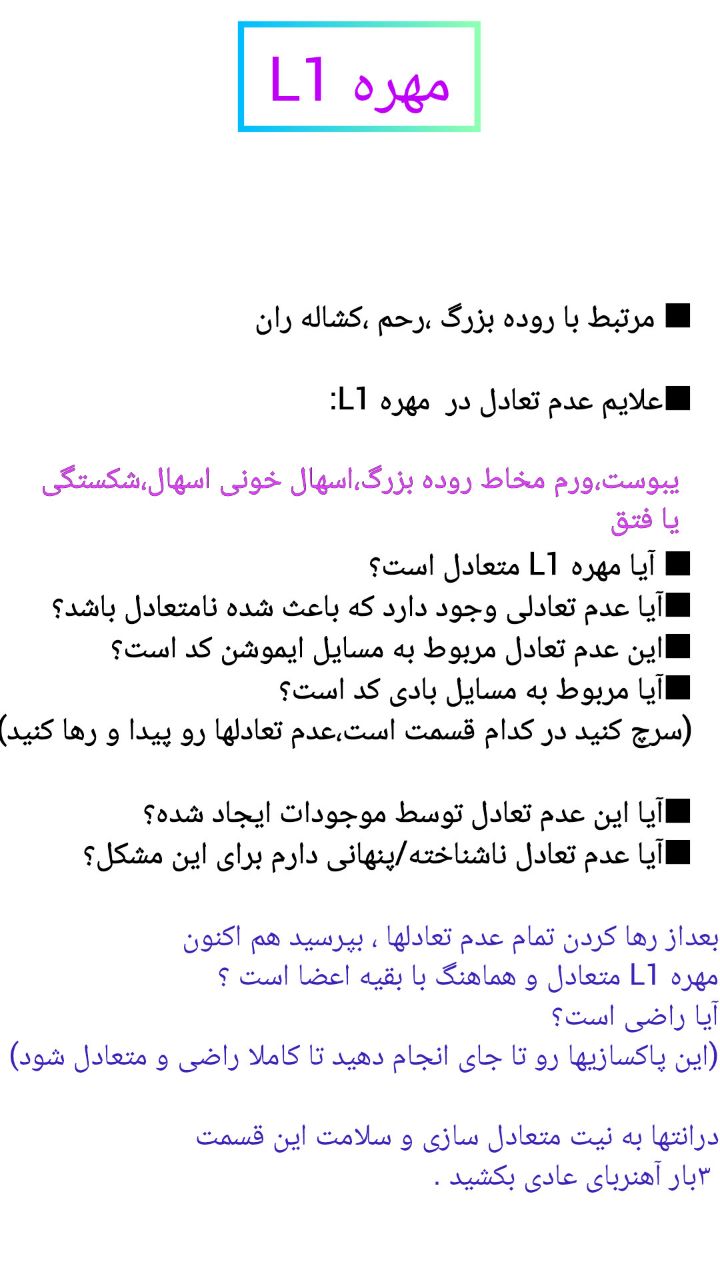 مهره L1
■ مرتبط با روده بزرگ ،رحم ،کشاله ران
■علایم عدم تعادل در مهره L1:
یبوست،ورم مخاط روده بزرگ،اسهال خونی اسهال،شکستگی
یا فتق
■ آیا مهره L1 متعادل است؟
■آیا عدم تعادلی وجود دارد که باعث شده نامتعادل باشد؟
■این عدم تعادل مربوط به مسایل ایموشن کد است؟
■آیا مربوط به مسایل بادی کد است؟
(سرچ کنید در کدام قسمت است،عدم تعادلها رو پیدا و رها کنید)
■آیا این عدم تعادل توسط موجودات ایجاد شده؟
■آیا عدم تعادل ناشناخته/پنهانی دارم برای این مشکل؟
بعداز رها کردن تمام عدم تعادلها ، بپرسید هم اکنون
مهره L1 متعادل و هماهنگ با بقیه اعضا است ؟
آیا راضی است؟
(این پاکسازیها رو تا جای انجام دهید تا کاملا راضی و متعادل شود)
درانتها به نیت متعادل سازی و سلامت این قسمت
۳بار آهنربای عادی بکشید .